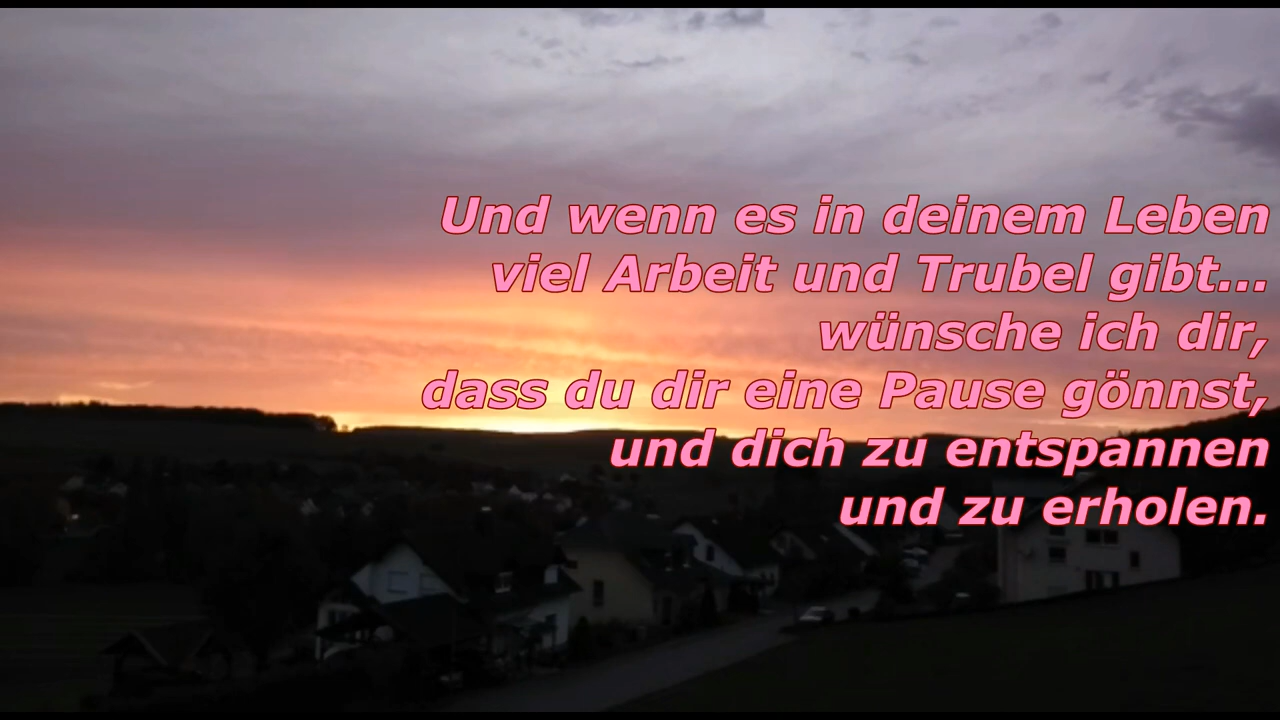 Und wenn es in deinem Leben
viel Arbeit und Trubel gibt...
wünsche ich dir,
dass du dir eine Pause gönnst,
und dich zu entspannen
und zu erholen.